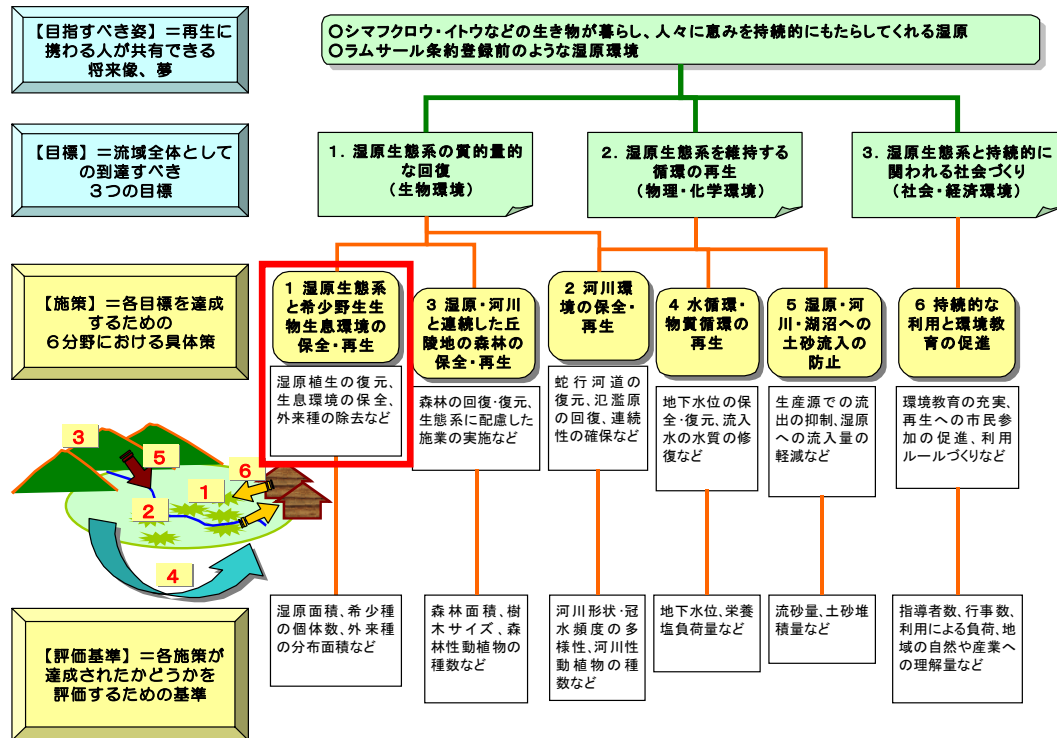 【目指すべき姿】＝再生に
携わる人が共有できる
将来像、夢
○シマフクロウ・イトウなどの生き物が暮らし、人々に恵みを持続的にもたらしてくれる湿原
○ラムサール条約登録前のような湿原環境
【目標】＝流域全体として
の到達すべき
３つの目標
１．湿原生態系の質的量的
な回復
（生物環境）
２．湿原生態系を維持する
循環の再生
（物理・化学環境）
３．湿原生態系と持続的に
関われる社会づくり
（社会・経済環境）
【施策】＝各目標を達成
するための
６分野における具体策
１ 湿原生態系
と希少野生生
物生息環境の
保全・再生
湿原植生の復元、
生息環境の保全、
外来種の除去など
３ 湿原・河川
と連続した丘
陵地の森林の
保全・再生
森林の回復・復元、
生態系に配慮した
施業の実施など
２ 河川環
境の保全・
再生
蛇行河道の
復元、氾濫原
の回復、連続
性の確保など
４ 水循環・
物質循環の
再生
地下水位の保
全・復元、流入
水の水質の修
復など
５ 湿原・河
川・湖沼への
土砂流入の
防止
生産源での流
出の抑制、湿原
への流入量の
軽減など
６ 持続的な
利用と環境教
育の促進
環境教育の充実、
再生への市民参
加の促進、利用
ルールづくりなど
3
5
6
1
2
4
【評価基準】＝各施策が
達成されたかどうかを
評価するための基準
湿原面積、希少種
の個体数、外来種
の分布面積など
森林面積、樹
木サイズ、森
林性動植物の
種数など
河川形状・冠
水頻度の多
様性、河川性
動植物の種
数など
地下水位、栄養
塩負荷量など
流砂量、土砂堆
積量など
指導者数、行事数、
利用による負荷、地
域の自然や産業へ
の理解量など